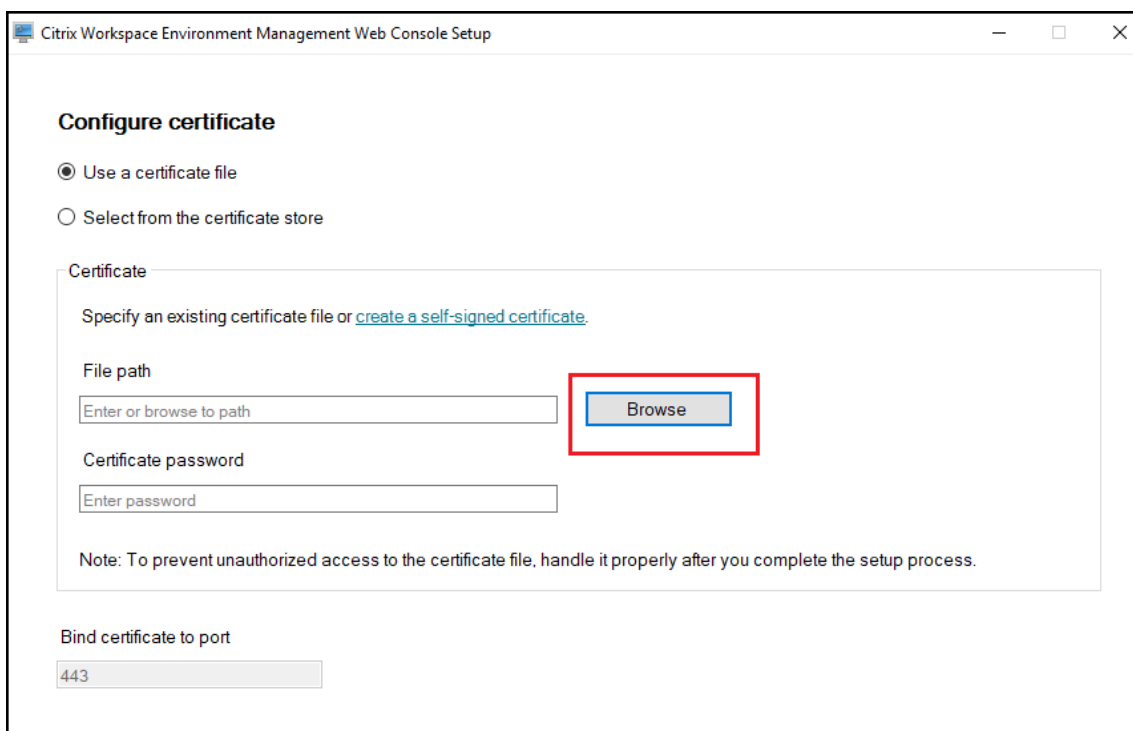 Citrix Workspace Environment Management Web Console Setup
Configure certificate
Use a certificate file
Select from the certificate store
Certificate
Specify an existing certificate file or create a self-signed certificate.
File path
Enter or browse to path
Browse
Certificate password
Enter password
Note: To prevent unauthorized access to the certificate file, handle it properly after you complete the setup process.
Bind certificate to port
443